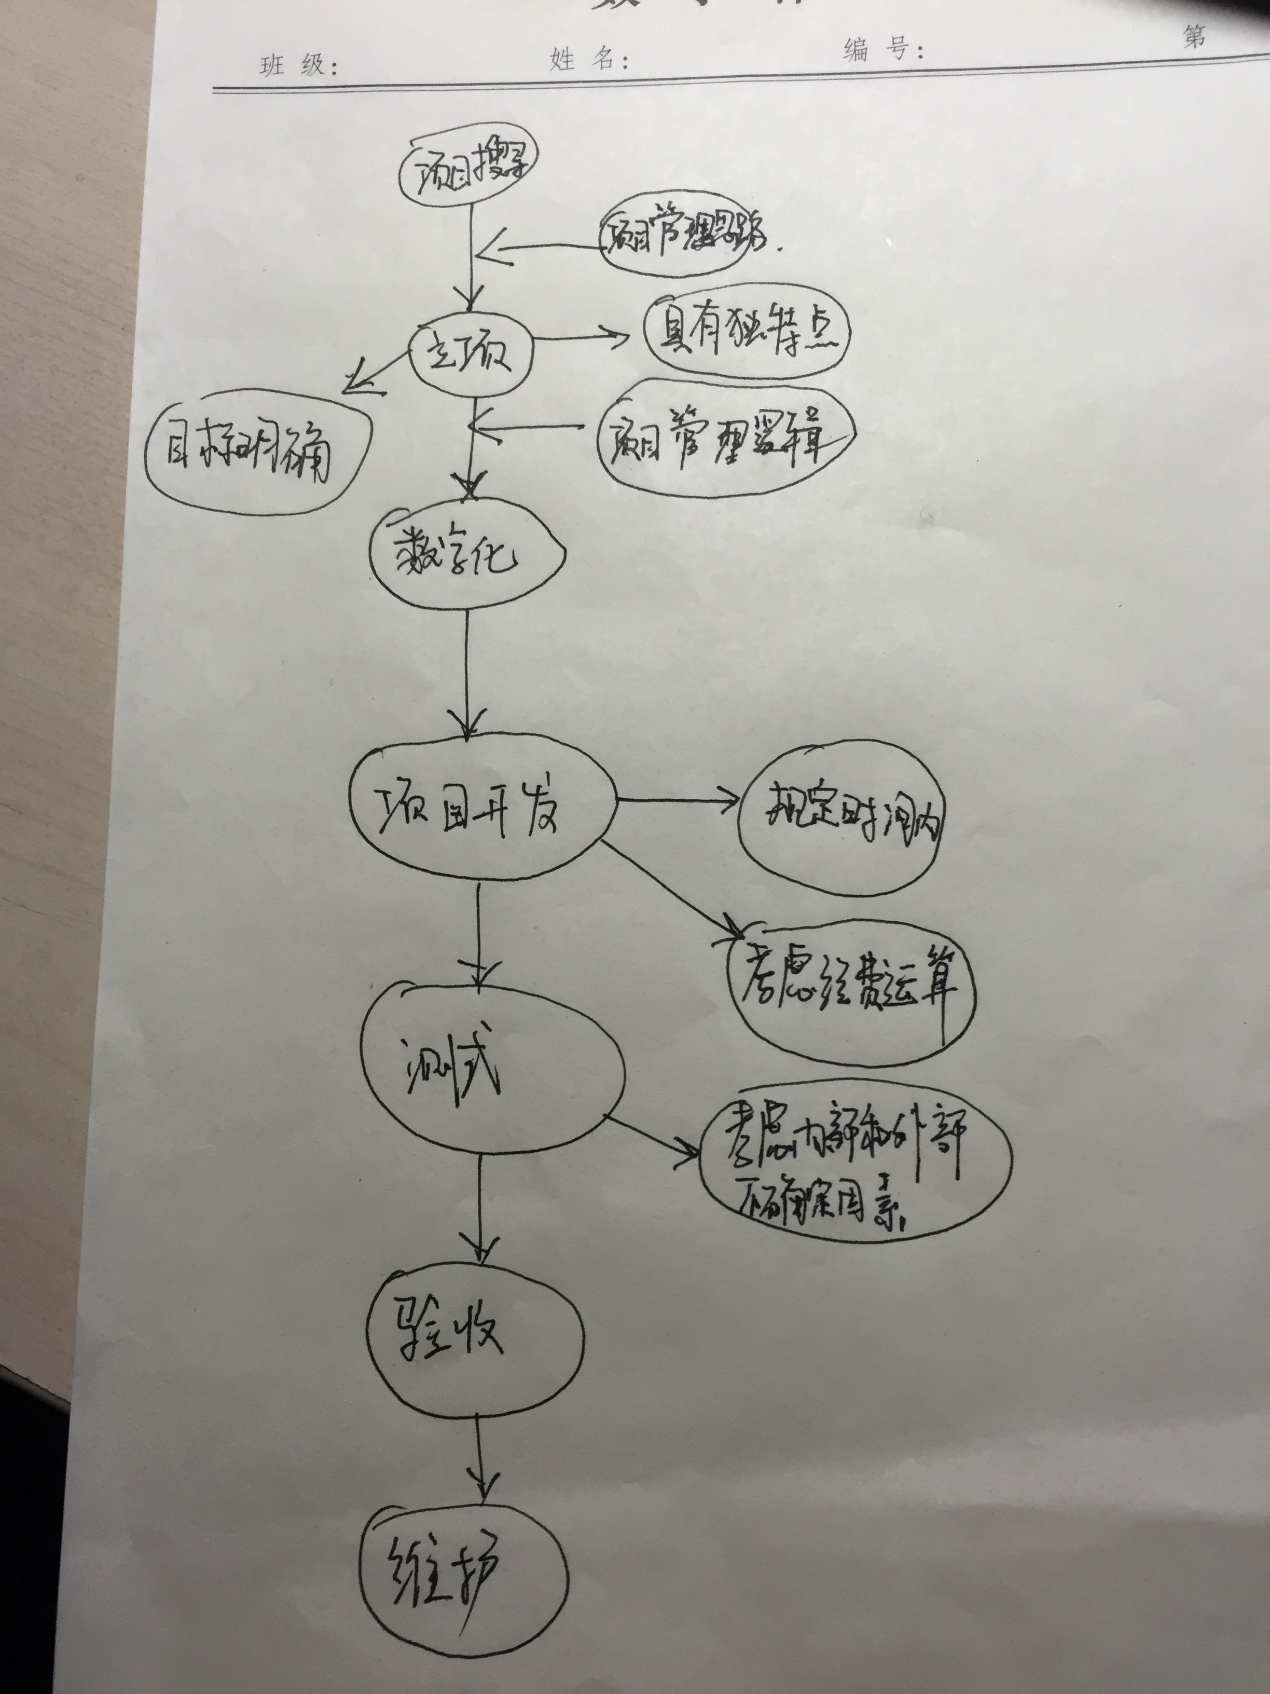 班级:
姓名:
编号:
第
项目搜寻
项目管理思路.
立项
具有独特点
目标明确
项目管理逻辑
数字化
项目开发
规定时间内
考虑经费运算
测式
考虑内部和外部
不确定因素
验收
维护